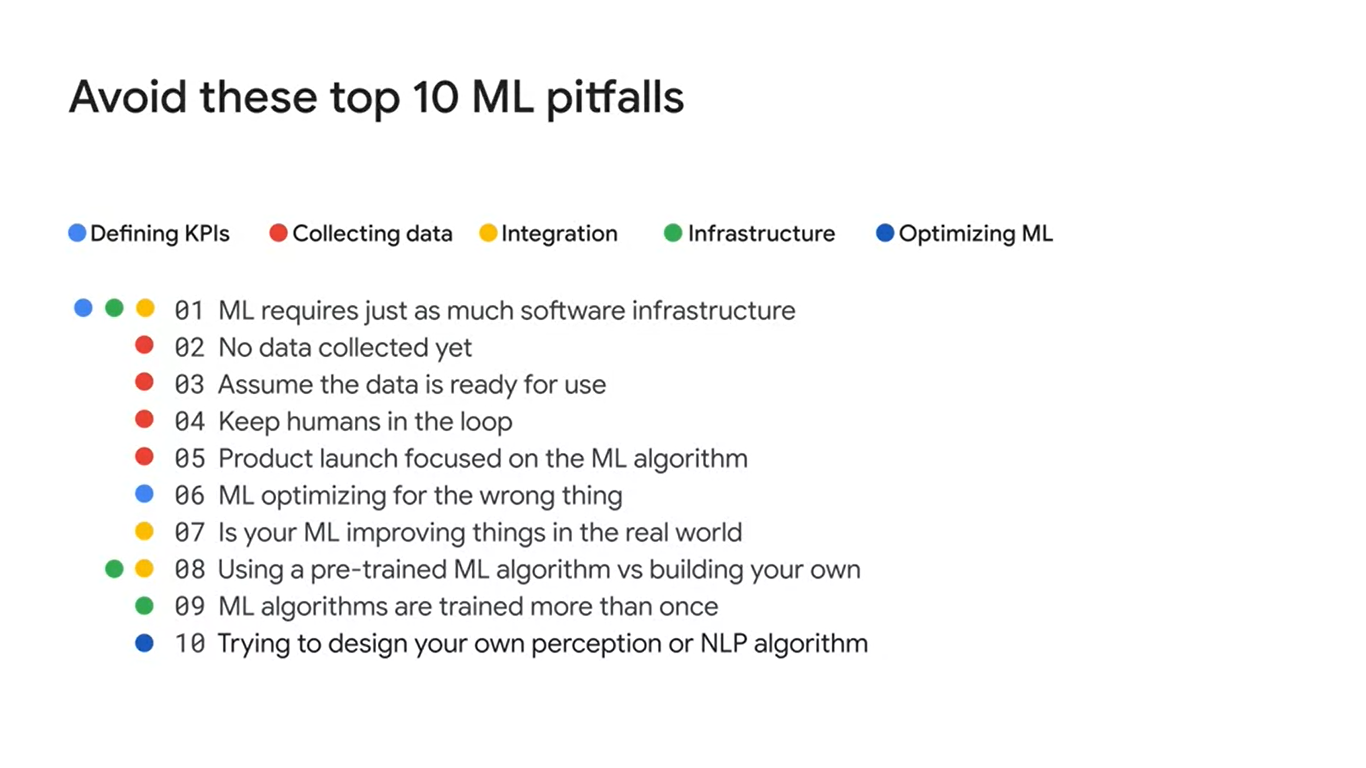 Avoid these top 10 ML pitfalls
Defining KPIs Collecting data Integration Infrastructure Optimizing ML
01 ML requires just as much software infrastructure
02 No data collected yet
03 Assume the data is ready for use
04 Keep humans in the loop
05 Product launch focused on the ML algorithm
06 ML optimizing for the wrong thing
07 Is your ML improving things in the real world
08 Using a pre-trained ML algorithm vs building your own
09 ML algorithms are trained more than once
10 Trying to design your own perception or NLP algorithm